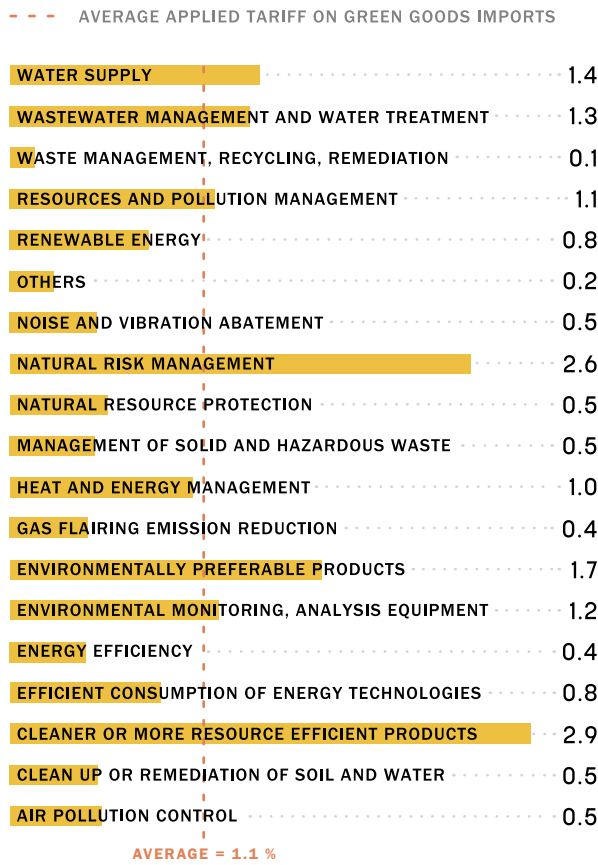 AVERAGE APPLIED TARIFF ON GREEN GOODS IMPORTS
WATER SUPPLY 1.4
WASTEWATER MANAGEMENT AND WATER TREATMENT 1.3
WASTE MANAGEMENT, RECYCLING, REMEDIATION 0.1
RESOURCES AND POLLUTION MANAGEMENT 1.1
RENEWABLE ENERGY 0.8
OTHERS 0.2
NOISE AND VIBRATION ABATEMENT 0.5
NATURAL RISK MANAGEMENT 2.6
NATURAL RESOURCE PROTECTION 0.5
MANAGEMENT OF SOLID AND HAZARDOUS WASTE 0.5
HEAT AND ENERGY MANAGEMENT 1.0
GAS FLAIRING EMISSION REDUCTION 0.4
ENVIRONMENTALLY PREFERABLE PRODUCTS 1.7
ENVIRONMENTAL MONITORING, ANALYSIS EQUIPMENT 1.2
ENERGY EFFICIENCY 0.4
EFFICIENT CONSUMPTION OF ENERGY TECHNOLOGIES 0.8
CLEANER OR MORE RESOURCE EFFICIENT PRODUCTS 2.9
CLEAN UP OR REMEDIATION OF SOIL AND WATER 0.5
AIR POLLUTION CONTROL 0.5
AVERAGE = 1.1 %